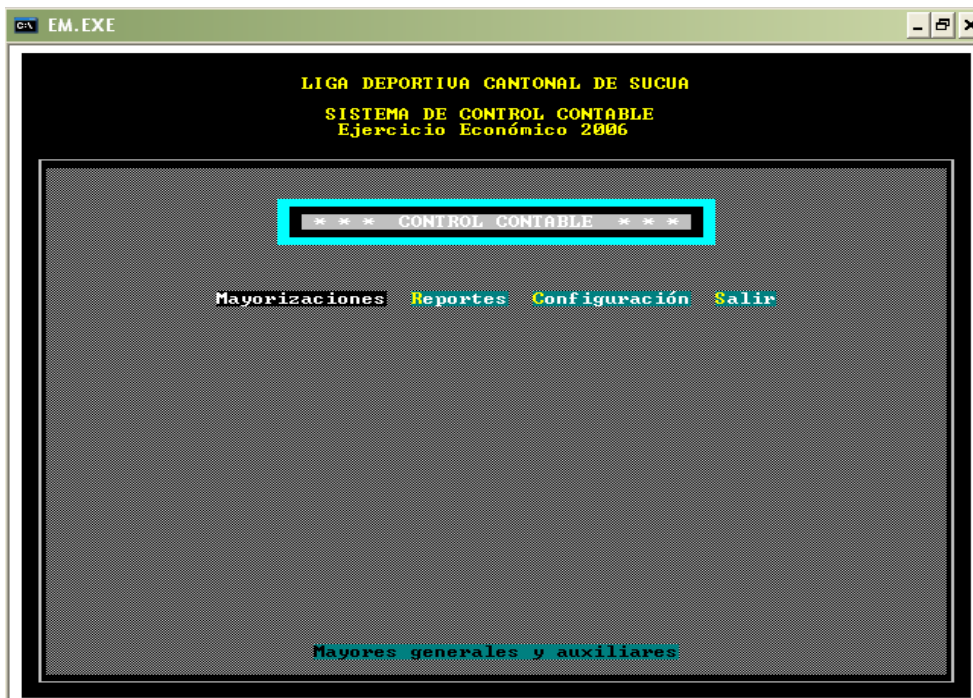 EM.EXE
LIGA DEPORTIVA CANTONAL DE SUCUA
SISTEMA DE CONTROL CONTABLE
Ejercicio Económico 2006
* * * CONTROL CONTABLE * * *
Mayorizaciones Reportes Configuración Salir
Mayores generales y auxiliares